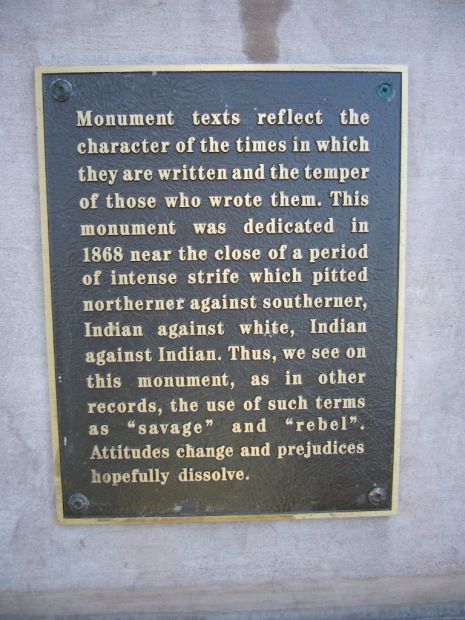 Monument texts reflect the
character of the times in which
they are written and the temper
of those who wrote them. This
monument was dedicated in
1868 near the close of a period
of intense strife which pitted
northerner against southerner,
Indian against white, Indian
against Indian. Thus, we see on
this monument, as in other
records, the use of such terms
as “savage” and “rebel”.
Attitudes change and prejudices
hopefully dissolve.